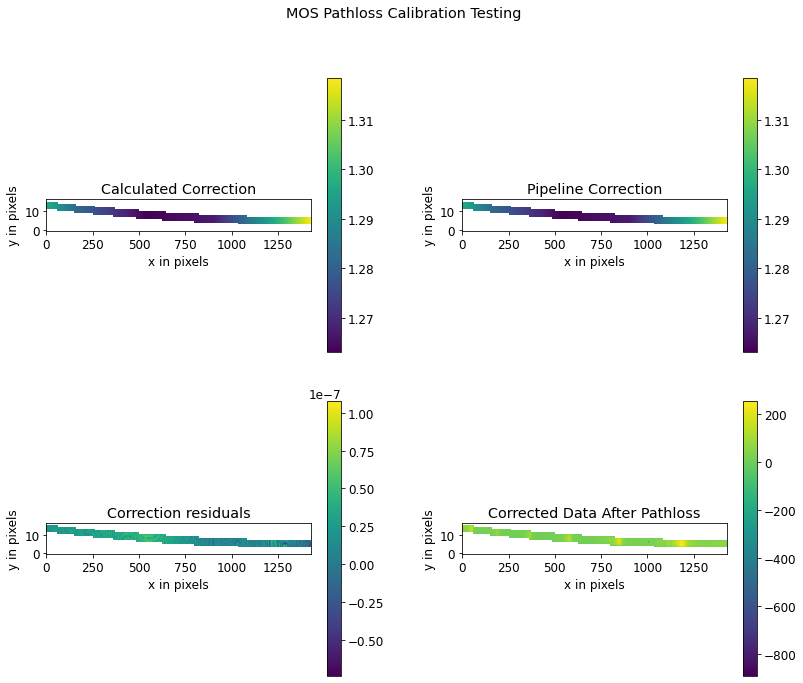 MOS Pathloss Calibration Testing
Calculated Correction
y in pixels
10
0
0 250 500 750 1000 1250
x in pixels
1.31
1.30
1.29
1.28
1.27
Pipeline Correction
y in pixels
10
0
0 250 500 750 1000 1250
x in pixels
1.31
1.30
1.29
1.28
1.27
Correction residuals
y in pixels
10
0
0 250 500 750 1000 1250
x in pixels
1e−7
1.00
0.75
0.50
0.25
0.00
−0.25
−0.50
Corrected Data After Pathloss
y in pixels
10
0
0 250 500 750 1000 1250
x in pixels
200
0
−200
−400
−600
−800